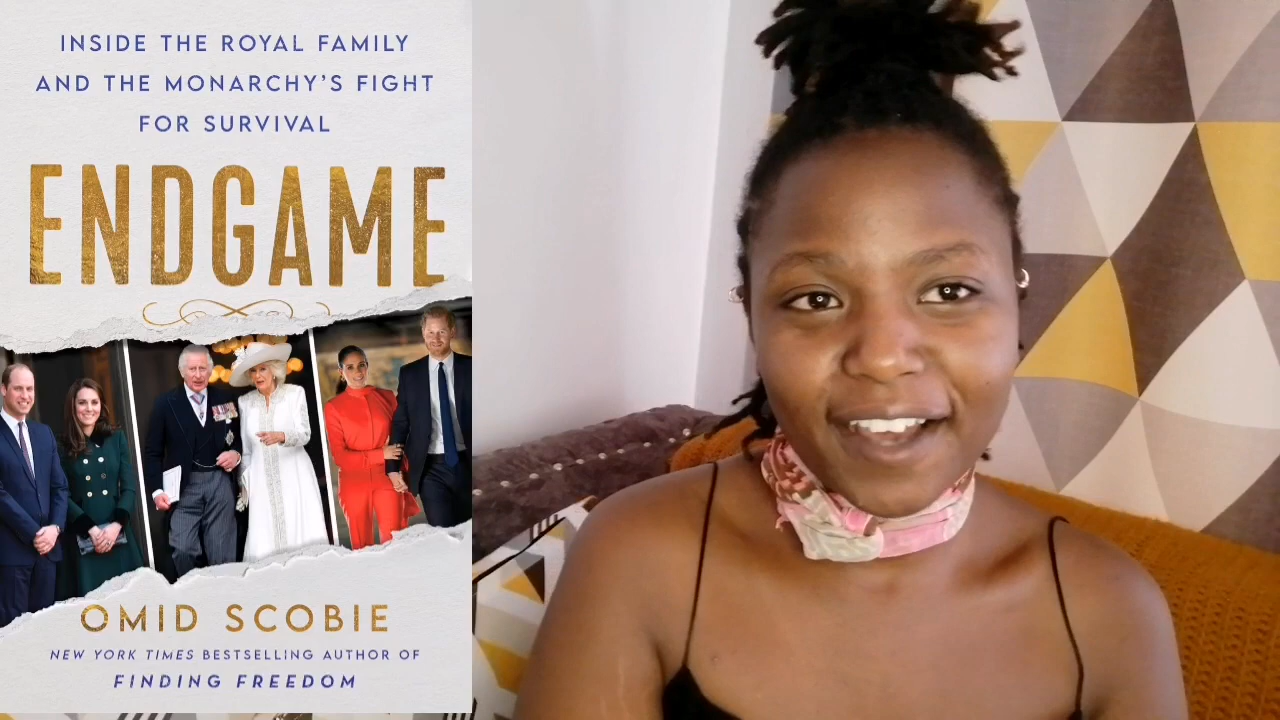 INSIDE THE ROYAL FAMILY
AND THE MONARCHY'S FIGHT
FOR SURVIVAL
ENDGAME
OMID SCOBIE
NEW YORK TIMES BESTSELLING AUTHOR OF
FINDING FREEDOM